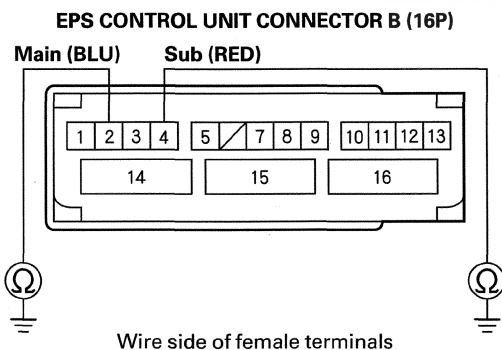 EPS CONTROL UNIT CONNECTOR B (16P)
Main (BLU) Sub (RED)
1 2 3 4 5 7 8 9 10 11 12 13
14 15 16
Ω Ω
Wire side of female terminals